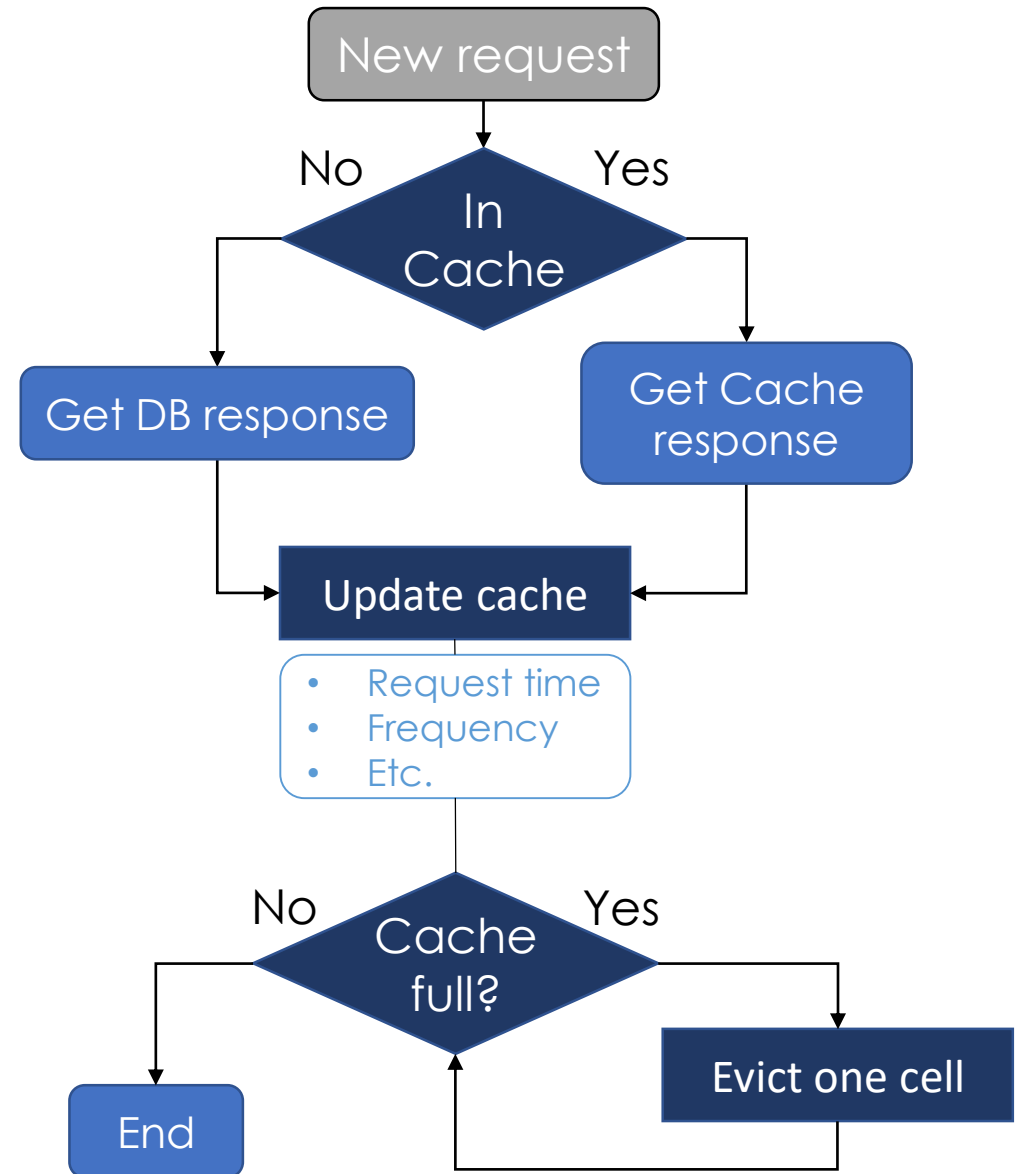 New request
No
Yes
In
Cache
Get DB response
Get Cache
response
Update cache
• Request time
• Frequency
• Etc.
No
Yes
Cache
full?
Evict one cell
End